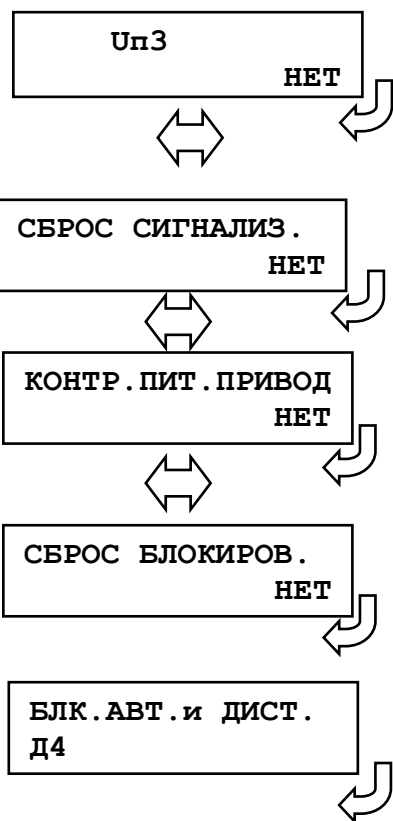 Uп3
НЕТ
СБРОС СИГНАЛИЗ.
НЕТ
КОНТР.ПИТ.ПРИВОД
НЕТ
СБРОС БЛОКИРОВ.
НЕТ
БЛК.АВТ.и ДИСТ.
Д4